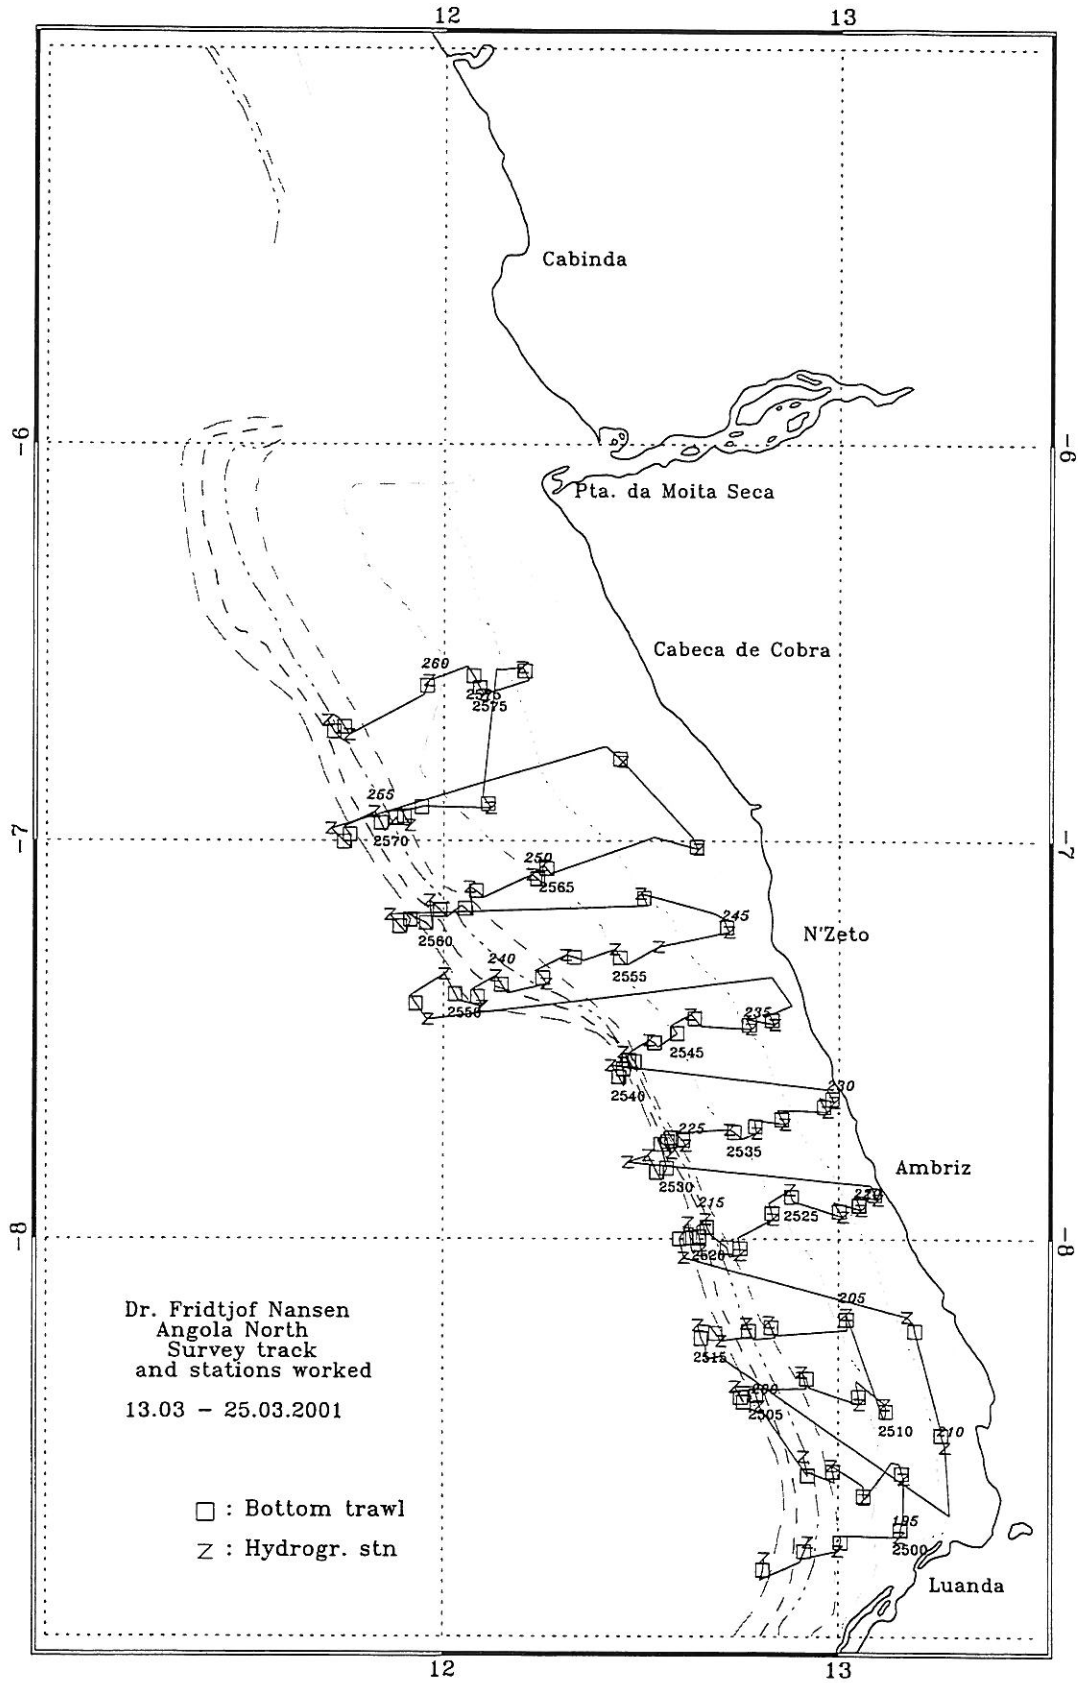 12 13
Cabinda
-6 -6
Pta. da Moita Seca
Cabeca de Cobra
260
2575
2575
265
2570
-7 -7
250
2565
245
N'Zeto
2560
240
2555
2550
235
2545
2540
230
225
2535
Ambriz
2530
220
215
2525
-8 -8
2520
205
Dr. Fridtjof Nansen
Angola North
Survey track
and stations worked
13.03 - 25.03.2001
2515
200
2505
2510
210
□ : Bottom trawl
Z : Hydrogr. stn
195
2500
Luanda
12 13